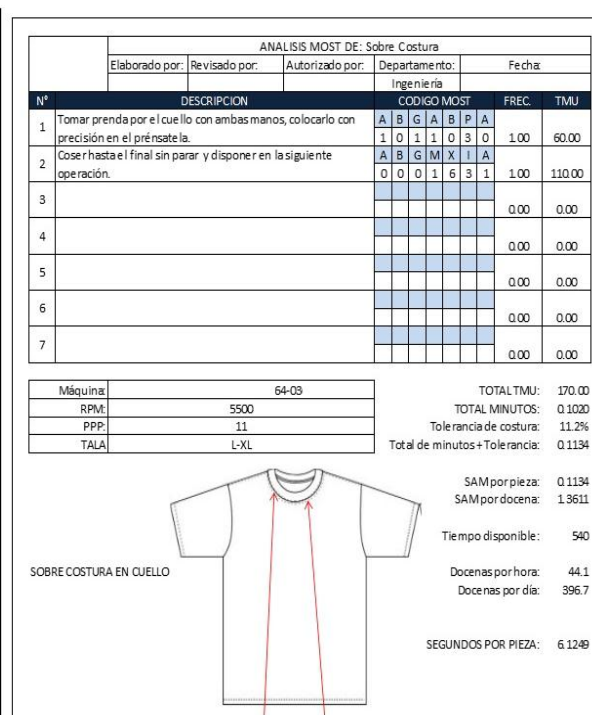 ANALISIS MOST DE: Sobre Costura
Elaborado por: Revisado por: Autorizado por: Departamento: Fecha:
Ingeniería
Nº DESCRIPCION CODIGO MOST FREC. TMU
1 Tomar prenda por el cuello con ambas manos, colocarlo con A B G A B P A
precisión en el prénsatela. 1 0 1 1 0 3 0 1.00 60.00
2 Coser hasta el final sin parar y disponer en la siguiente A B G M X I A
operación. 0 0 0 1 6 3 1 1.00 110.00
3 0.00 0.00
4 0.00 0.00
5 0.00 0.00
6 0.00 0.00
7 0.00 0.00
Máquina: 64-03 TOTAL TMU: 170.00
RPM: 5500 TOTAL MINUTOS: 0.1020
PPP: 11 Tolerancia de costura: 11.2%
TALA L-XL Total de minutos+Tolerancia: 0.1134
SAM por pieza: 0.1134
SAM por docena: 1.3611
Tiempo disponible: 540
SOBRE COSTURA EN CUELLO
Docenas por hora: 44.1
Docenas por día: 396.7
SEGUNDOS POR PIEZA: 6.1249